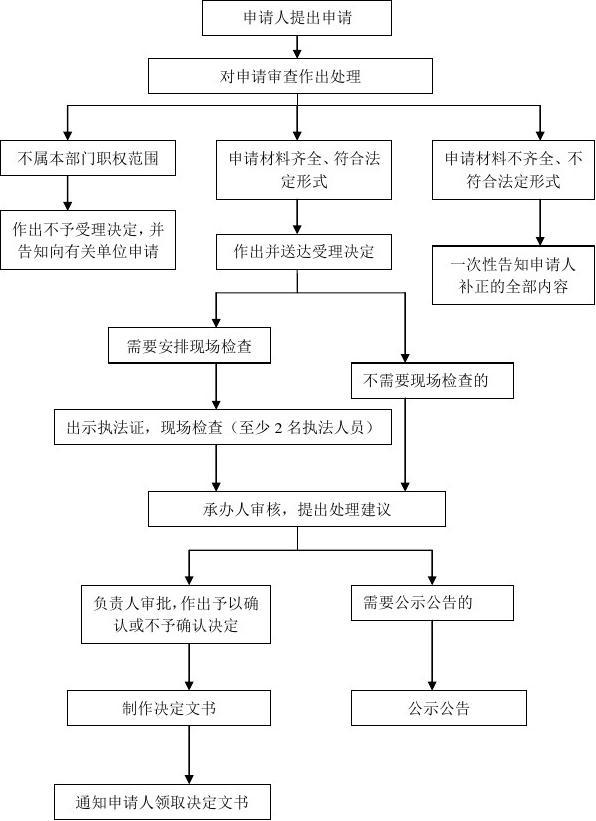 申请人提出申请
对申请审查作出处理
不属本部门职权范围
申请材料齐全、符合法
定形式
申请材料不齐全、不
符合法定形式
作出不予受理决定，并
告知向有关单位申请
作出并送达受理决定
一次性告知申请人
补正的全部内容
需要安排现场检查
不需要现场检查的
出示执法证，现场检查（至少 2 名执法人员）
承办人审核，提出处理建议
负责人审批，作出予以确
认或不予确认决定
需要公示公告的
制作决定文书
公示公告
通知申请人领取决定文书